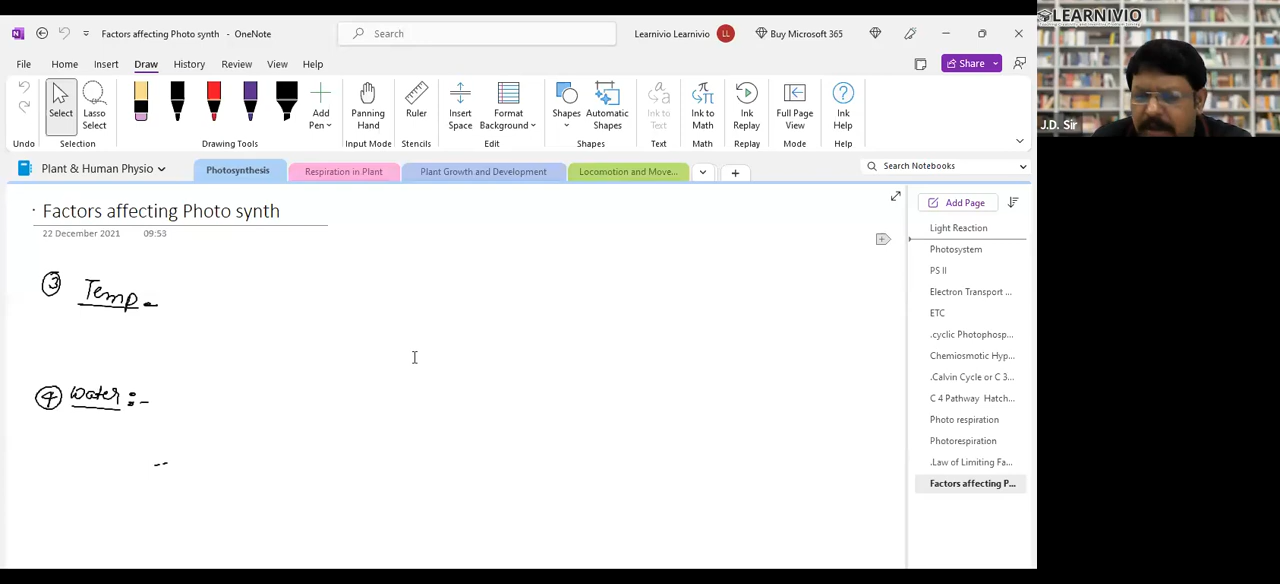 LEARNIVIO
J.D. Sir
Factors affecting Photo synth - OneNote
Search
Learnivio Learnivio
LL
Buy Microsoft 365
File
Home
Insert
Draw
History
Review
View
Help
Share
Undo
Select
Lasso Select
Add Pen
Panning Hand
Ruler
Insert Space
Format Background
Shapes
Automatic Shapes
Ink to Text
Ink to Math
Ink Replay
Full Page View
Ink Help
Selection
Drawing Tools
Input Mode
Stencils
Edit
Shapes
Text
Math
Replay
Mode
Help
Plant & Human Physio
Photosynthesis
Respiration in Plant
Plant Growth and Development
Locomotion and Move...
Search Notebooks
Factors affecting Photo synth
22 December 2021 09:53
③ Temp -
④ Water :-
Add Page
Light Reaction
Photosystem
PS II
Electron Transport ...
ETC
.cyclic Photophosp...
Chemiosmotic Hyp...
.Calvin Cycle or C 3...
C 4 Pathway Hatch...
Photo respiration
Photorespiration
.Law of Limiting Fa...
Factors affecting P...